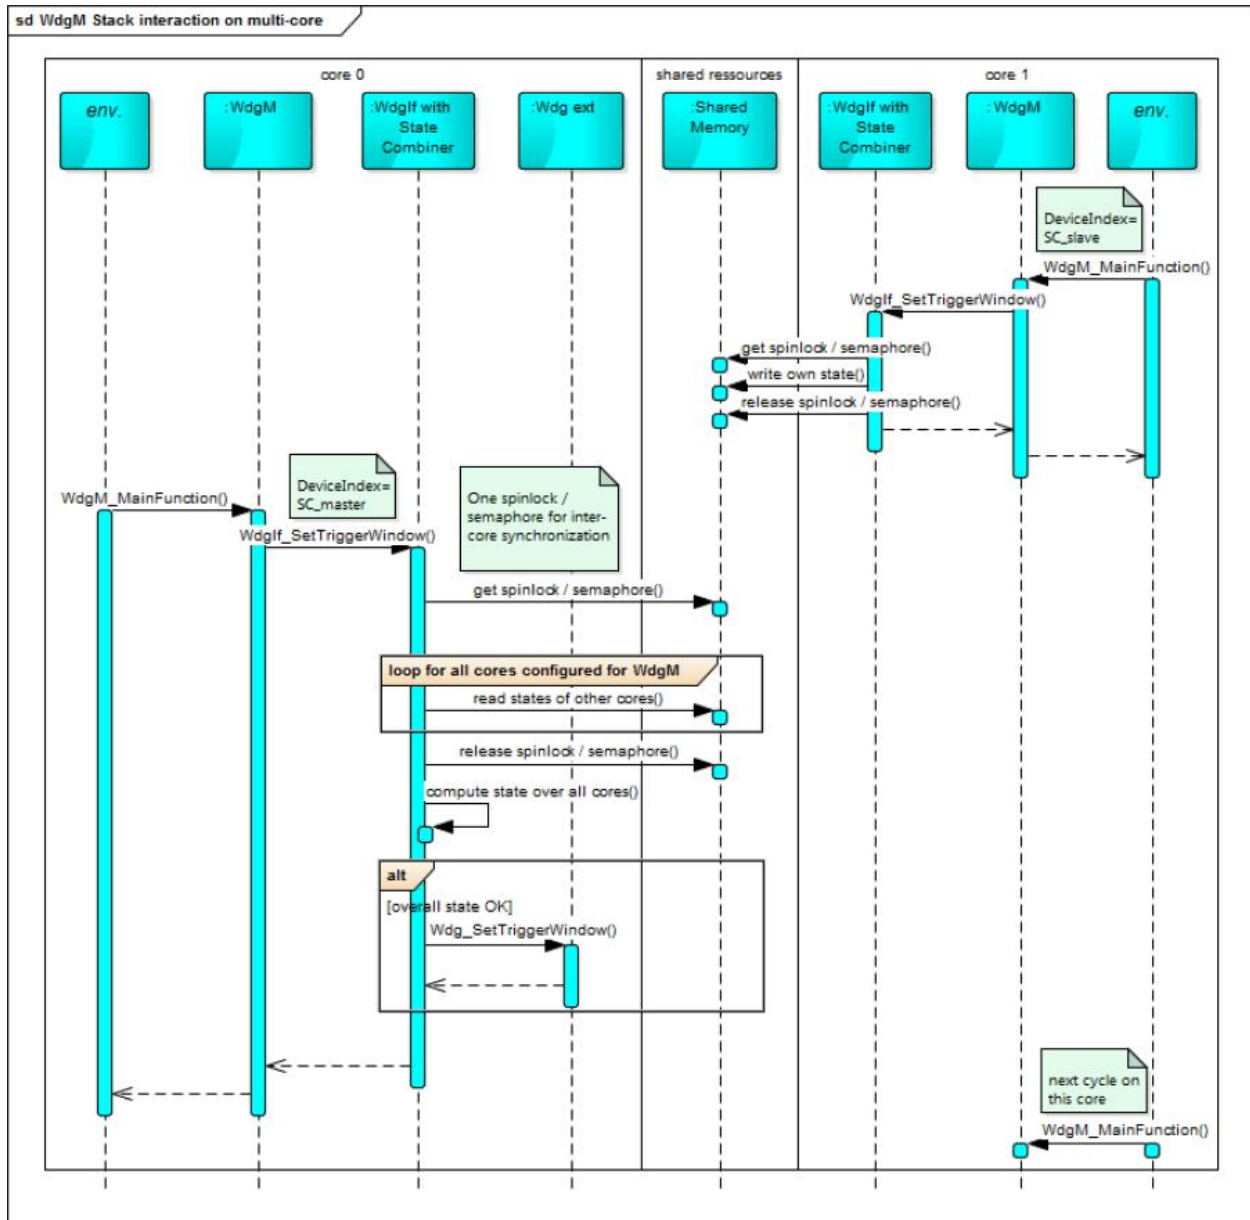 sd WdgM Stack interaction on multi-core
core 0
shared ressources
core 1
env.
:WdgM
:WdgIf with
State
Combiner
:Wdg ext
:Shared
Memory
:WdgIf with
State
Combiner
:WdgM
env.
DeviceIndex=
SC_slave
WdgM_MainFunction()
WdgIf_SetTriggerWindow()
get spinlock / semaphore()
write own state()
release spinlock / semaphore()
WdgM_MainFunction()
DeviceIndex=
SC_master
One spinlock /
semaphore for inter-
core synchronization
WdgIf_SetTriggerWindow()
get spinlock / semaphore()
loop for all cores configured for WdgM
read states of other cores()
release spinlock / semaphore()
compute state over all cores()
alt
[overall state OK]
Wdg_SetTriggerWindow()
next cycle on
this core
WdgM_MainFunction()